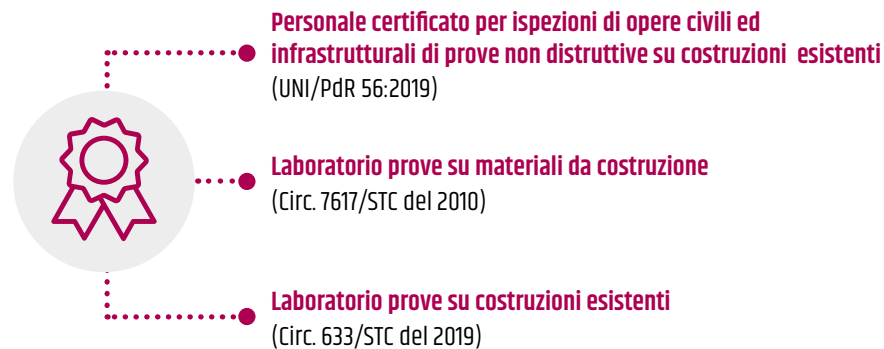 Personale certificato per ispezioni di opere civili ed
infrastrutturali di prove non distruttive su costruzioni esistenti
(UNI/PdR 56:2019)
Laboratorio prove su materiali da costruzione
(Circ. 7617/STC del 2010)
Laboratorio prove su costruzioni esistenti
(Circ. 633/STC del 2019)